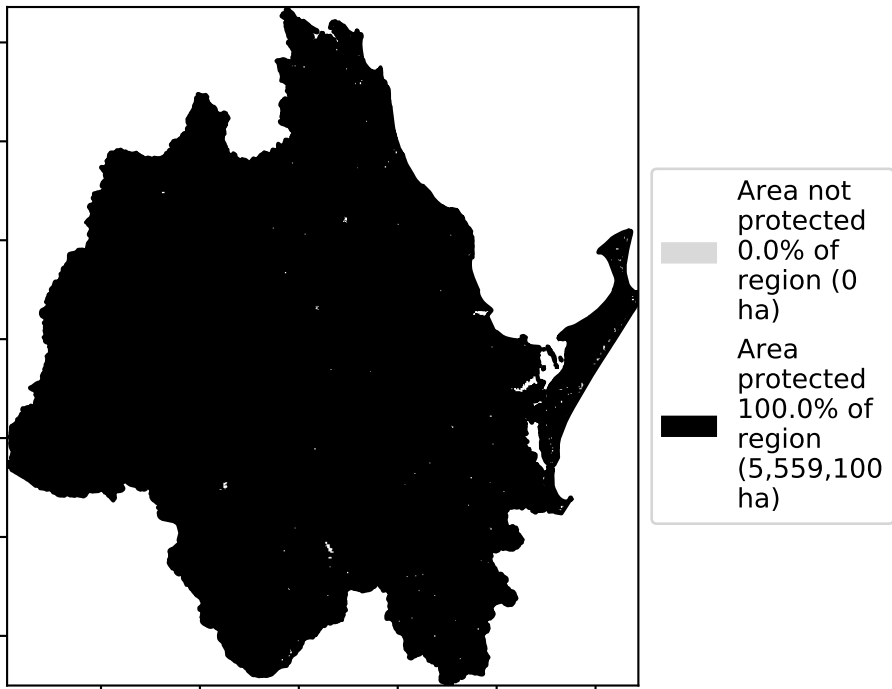 Area not
protected
0.0% of
region (0
ha)
Area
protected
100.0% of
region
(5,559,100
ha)